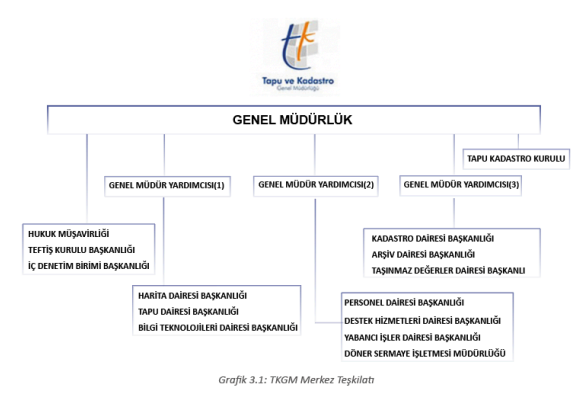 Tapu ve Kadastro
Genel Müdürlüğü
GENEL MÜDÜRLÜK
TAPU KADASTRO KURULU
GENEL MÜDÜR YARDIMCISI(1)
GENEL MÜDÜR YARDIMCISI(2)
GENEL MÜDÜR YARDIMCISI(3)
HUKUK MÜŞAVİRLİĞİ
TEFTİŞ KURULU BAŞKANLIĞI
İÇ DENETİM BİRİMİ BAŞKANLIĞI
KADASTRO DAİRESİ BAŞKANLIĞI
ARŞİV DAİRESİ BAŞKANLIĞI
TAŞINMAZ DEĞERLER DAİRESİ BAŞKANLI
HARİTA DAİRESİ BAŞKANLIĞI
TAPU DAİRESİ BAŞKANLIĞI
BİLGİ TEKNOLOJİLERİ DAİRESİ BAŞKANLIĞI
PERSONEL DAİRESİ BAŞKANLIĞI
DESTEK HİZMETLERİ DAİRESİ BAŞKANLIĞI
YABANCI İŞLER DAİRESİ BAŞKANLIĞI
DÖNER SERMAYE İŞLETMESİ MÜDÜRLÜĞÜ
Grafik 3.1: TKGM Merkez Teşkilatı